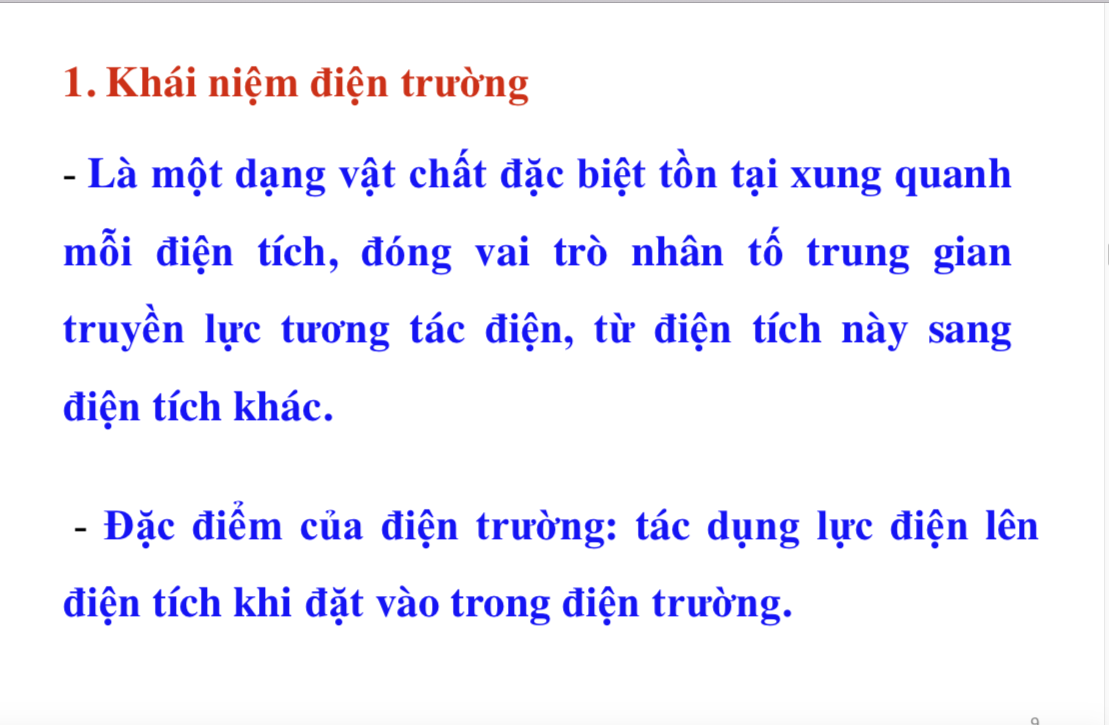 1. Khái niệm điện trường
- Là một dạng vật chất đặc biệt tồn tại xung quanh
mỗi điện tích, đóng vai trò nhân tố trung gian
truyền lực tương tác điện, từ điện tích này sang
điện tích khác.
- Đặc điểm của điện trường: tác dụng lực điện lên
điện tích khi đặt vào trong điện trường.